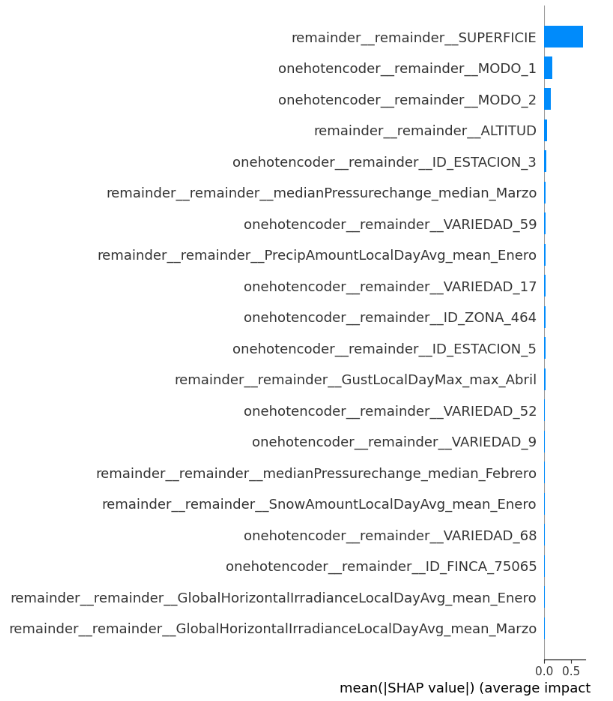 remainder__remainder__SUPERFICIE
onehotencoder__remainder__MODO_1
onehotencoder__remainder__MODO_2
remainder__remainder__ALTITUD
onehotencoder__remainder__ID_ESTACION_3
remainder__remainder__medianPressurechange_median_Marzo
onehotencoder__remainder__VARIEDAD_59
remainder__remainder__PrecipAmountLocalDayAvg_mean_Enero
onehotencoder__remainder__VARIEDAD_17
onehotencoder__remainder__ID_ZONA_464
onehotencoder__remainder__ID_ESTACION_5
remainder__remainder__GustLocalDayMax_max_Abril
onehotencoder__remainder__VARIEDAD_52
onehotencoder__remainder__VARIEDAD_9
remainder__remainder__medianPressurechange_median_Febrero
remainder__remainder__SnowAmountLocalDayAvg_mean_Enero
onehotencoder__remainder__VARIEDAD_68
onehotencoder__remainder__ID_FINCA_75065
remainder__remainder__GlobalHorizontalIrradianceLocalDayAvg_mean_Enero
remainder__remainder__GlobalHorizontalIrradianceLocalDayAvg_mean_Marzo
0.0 0.5
mean(|SHAP value|) (average impact